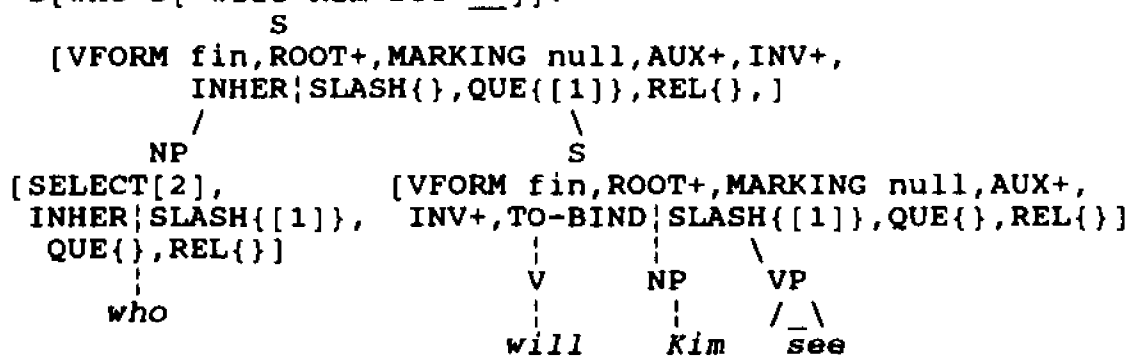 S
[VFORM fin,ROOT+,MARKING null,AUX+,INV+,
INHER¦SLASH{},QUE{[1]},REL{},]
/ \
NP S
[SELECT[2], [VFORM fin,ROOT+,MARKING null,AUX+,
INHER¦SLASH{[1]}, INV+,TO-BIND¦SLASH{[1]},QUE{},REL{}]
QUE{},REL{}]
V NP VP
who / \
will Kim see